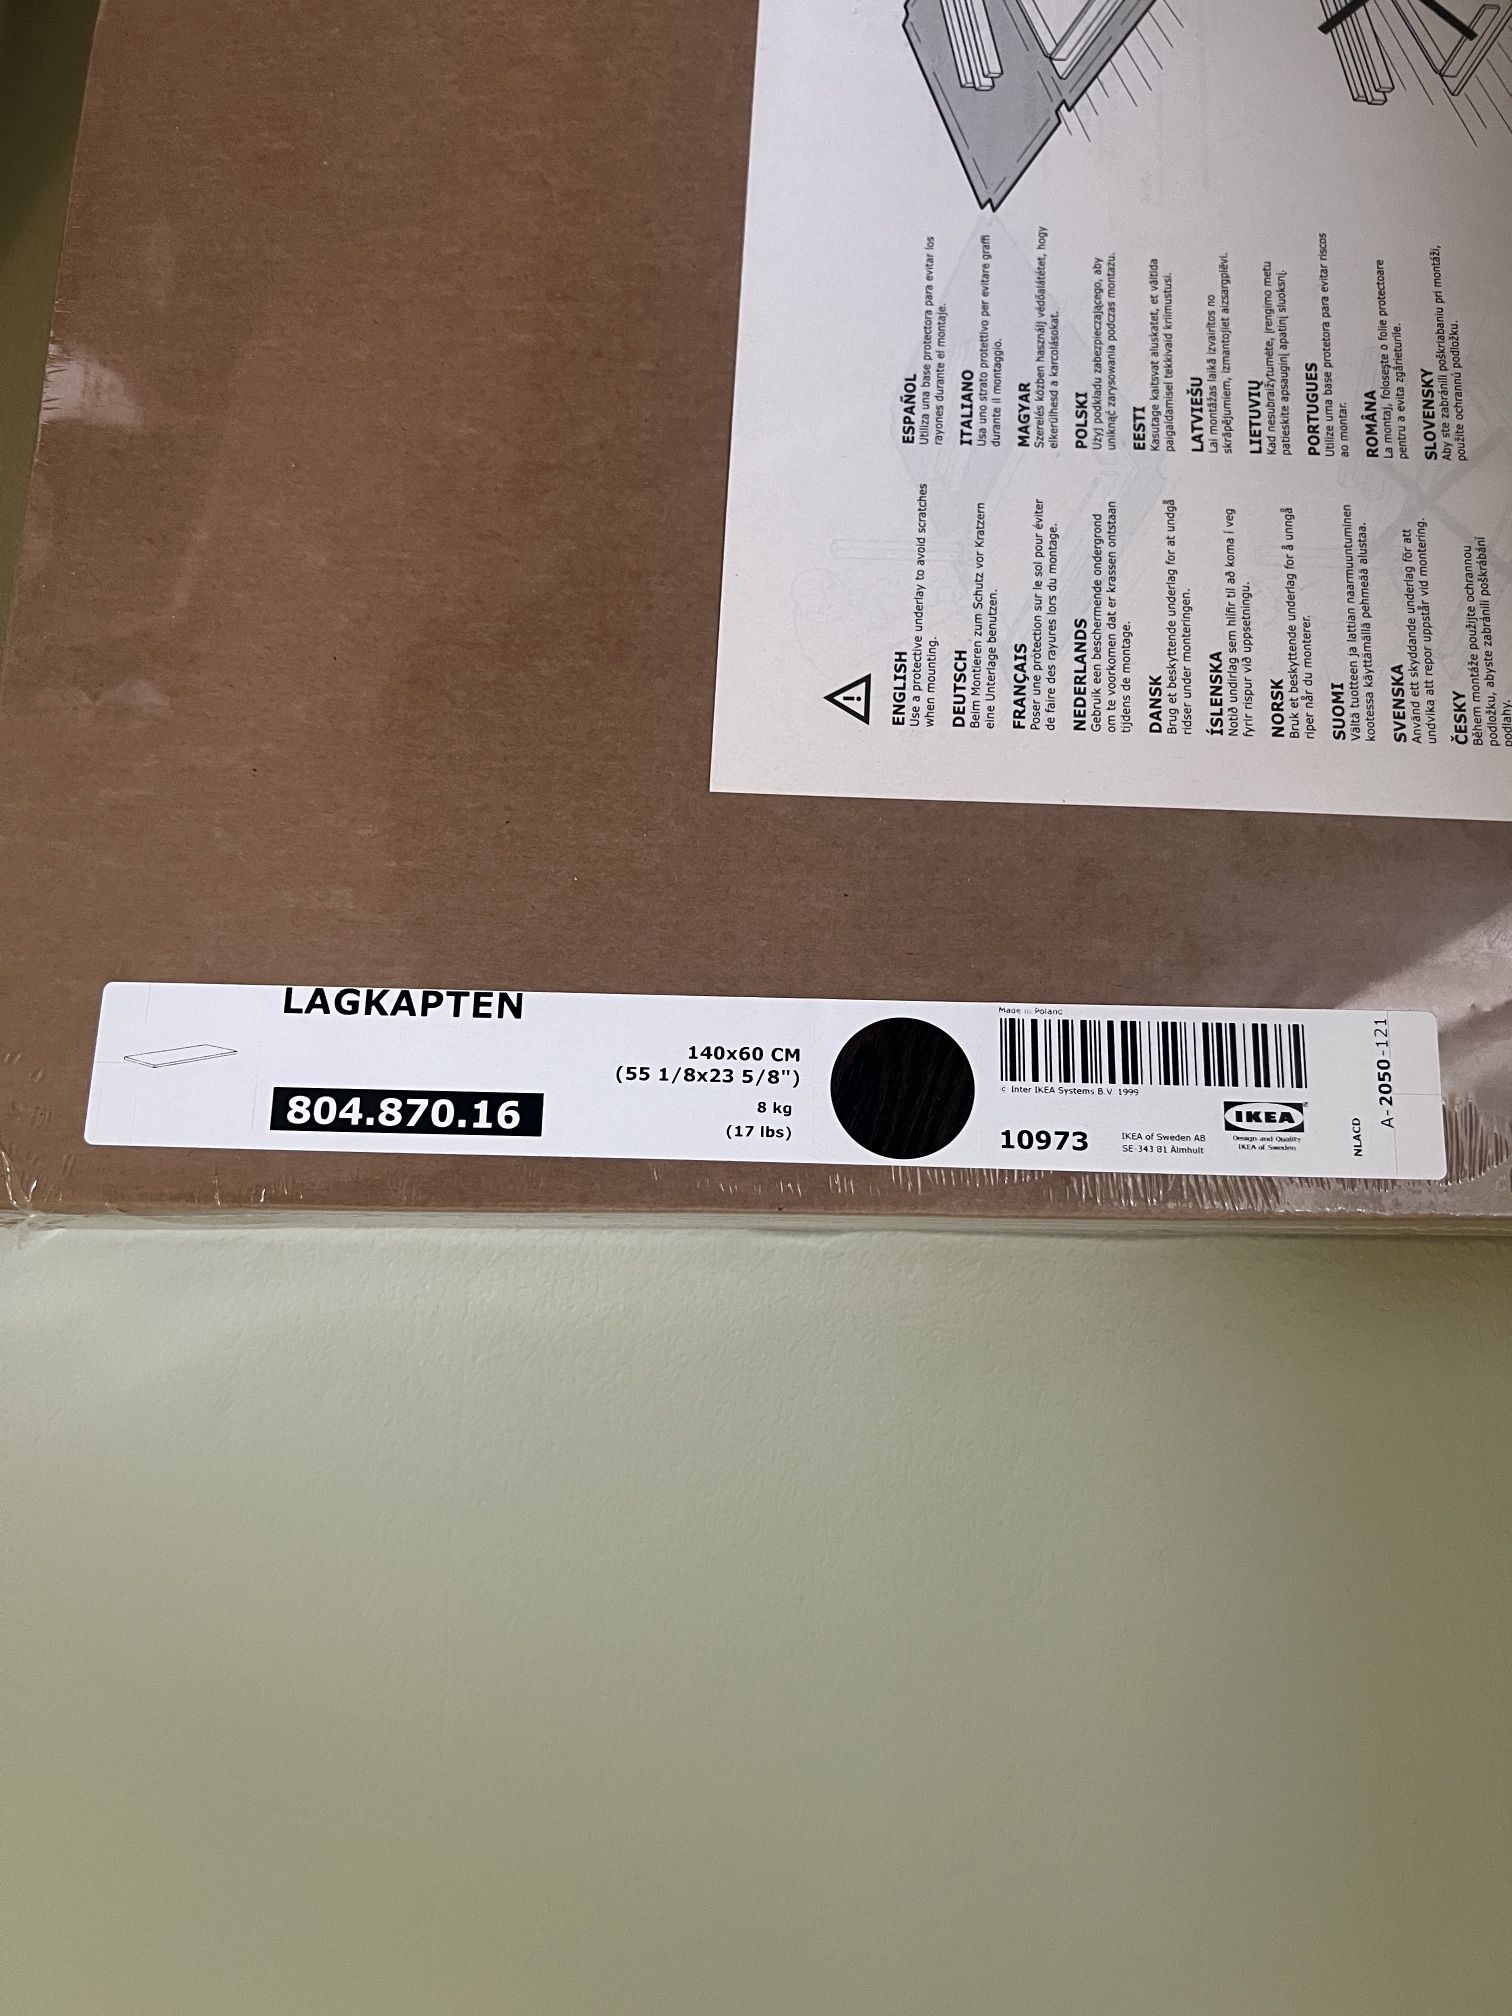 ENGLISH
Use a protective underlay to avoid scratches
when mounting.
DEUTSCH
Beim Montieren zum Schutz vor Kratzern
eine Unterlage benutzen.
FRANÇAIS
Poser une protection sur le sol pour éviter
de faire des rayures lors du montage.
NEDERLANDS
Gebruik een beschermende ondergrond
om te voorkomen dat er krassen ontstaan
tijdens de montage.
DANSK
Brug et beskyttende underlag for at undgå
ridser under monteringen.
ÍSLENSKA
Notið undirlag sem hlífir til að koma í veg
fyrir rispur við uppsetningu.
NORSK
Bruk et beskyttende underlag for å unngå
riper når du monterer.
SUOMI
Vältä tuotteen ja lattian naarmuuntuminen
kootessa käyttämällä pehmeää alustaa.
SVENSKA
Använd ett skyddande underlag för att
undvika att repor uppstår vid montering.
ČESKY
Během montáže použijte ochrannou
podložku, abyste zabránili poškrábání
podlahy.
ESPAÑOL
Utiliza una base protectora para evitar los
rayones durante el montaje.
ITALIANO
Usa uno strato protettivo per evitare graffi
durante il montaggio.
MAGYAR
Szerelés közben használj védőalátétet, hogy
elkerülhesd a karcolásokat.
POLSKI
Użyj podkładu zabezpieczającego, aby
uniknąć zarysowania podczas montażu.
EESTI
Kasutage kaitsvat aluskatet, et vältida
paigaldamisel tekkivaid kriimustusi.
LATVIEŠU
Lai montāžas laikā izvairītos no
skrāpējumiem, izmantojiet aizsargplēvi.
LIETUVIŲ
Kad nesubraižytumėte, įrengimo metu
patieskite apsauginį apatinį sluoksnį.
PORTUGUES
Utilize uma base protetora para evitar riscos
ao montar.
ROMÂNA
La montaj, foloseşte o folie protectoare
pentru a evita zgârieturile.
SLOVENSKY
Aby ste zabránili poškriabaniu pri montáži,
použite ochrannú podložku.
LAGKAPTEN
804.870.16
140x60 CM
(55 1/8x23 5/8")
8 kg
(17 lbs)
Made in Poland
© Inter IKEA Systems B.V. 1999
10973
IKEA of Sweden AB
SE-343 81 Älmhult
IKEA
Design and Quality
IKEA of Sweden
NLACD
A-2050-121